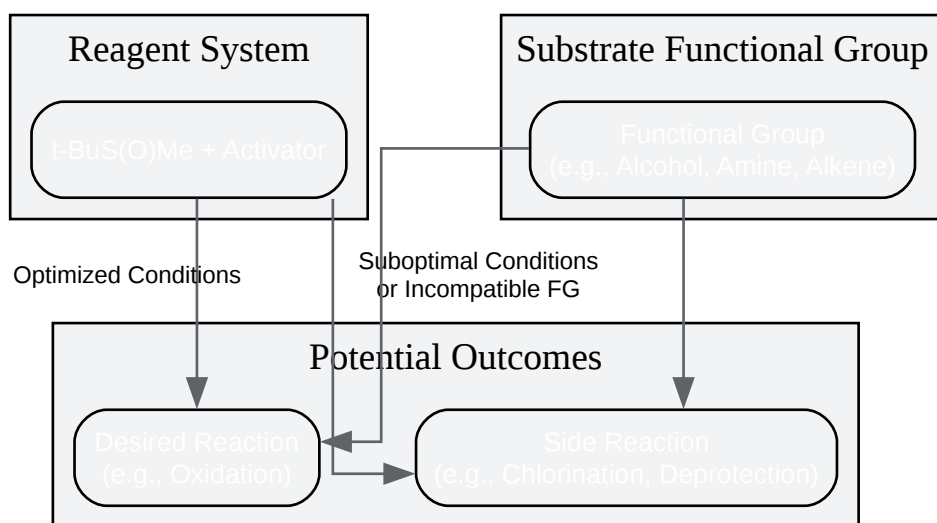 Reagent System
Substrate Functional Group
t-BuS(O)Me + Activator
Functional Group
(e.g., Alcohol, Amine, Alkene)
Optimized Conditions
Suboptimal Conditions
or Incompatible FG
Potential Outcomes
Desired Reaction
(e.g., Oxidation)
Side Reaction
(e.g., Chlorination, Deprotection)